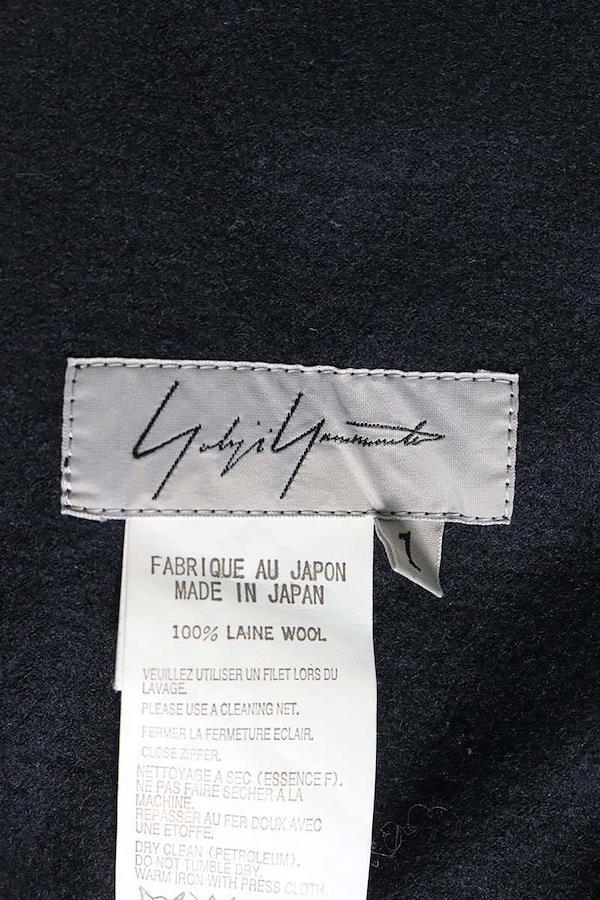 Yohji Yamamoto
1
FABRIQUE AU JAPON
MADE IN JAPAN
100% LAINE WOOL
VEUILLEZ UTILISER UN FILET LORS DU
LAVAGE.
PLEASE USE A CLEANING NET.
FERMER LA FERMETURE ECLAIR.
CLOSE ZIPPER.
NETTOYAGE A SEC (ESSENCE F).
NE PAS FAIRE SECHER A LA
MACHINE.
REPASSER AU FER DOUX AVEC
UNE ETOFFE.
DRY CLEAN (PETROLEUM).
DO NOT TUMBLE DRY.
WARM IRON WITH PRESS CLOTH.